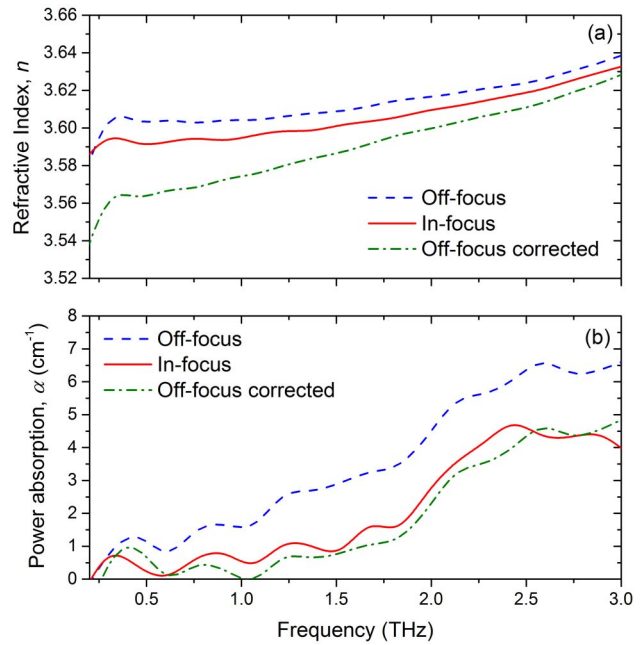 3.66
3.64
3.62
3.60
3.58
3.56
3.54
3.52
Refractive Index, n
(a)
Off-focus
In-focus
Off-focus corrected
8
7
6
5
4
3
2
1
0
Power absorption, α (cm⁻¹)
(b)
Off-focus
In-focus
Off-focus corrected
0.5 1.0 1.5 2.0 2.5 3.0
Frequency (THz)